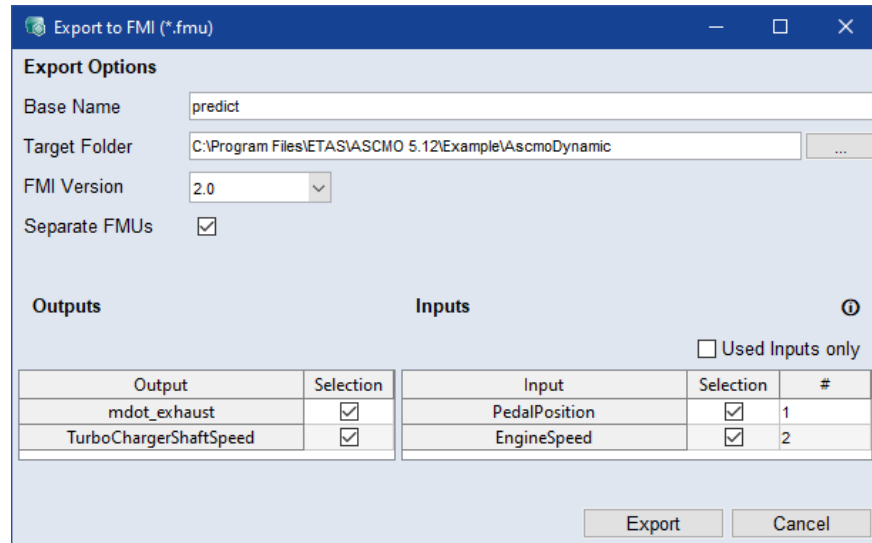 Export to FMI (*.fmu)
Export Options
Base Name predict
Target Folder C:\Program Files\ETAS\ASCMO 5.12\Example\AscmoDynamic ...
FMI Version 2.0
Separate FMUs
Outputs Inputs
Used Inputs only
Output Selection Input Selection #
mdot_exhaust PedalPosition 1
TurboChargerShaftSpeed EngineSpeed 2
Export Cancel